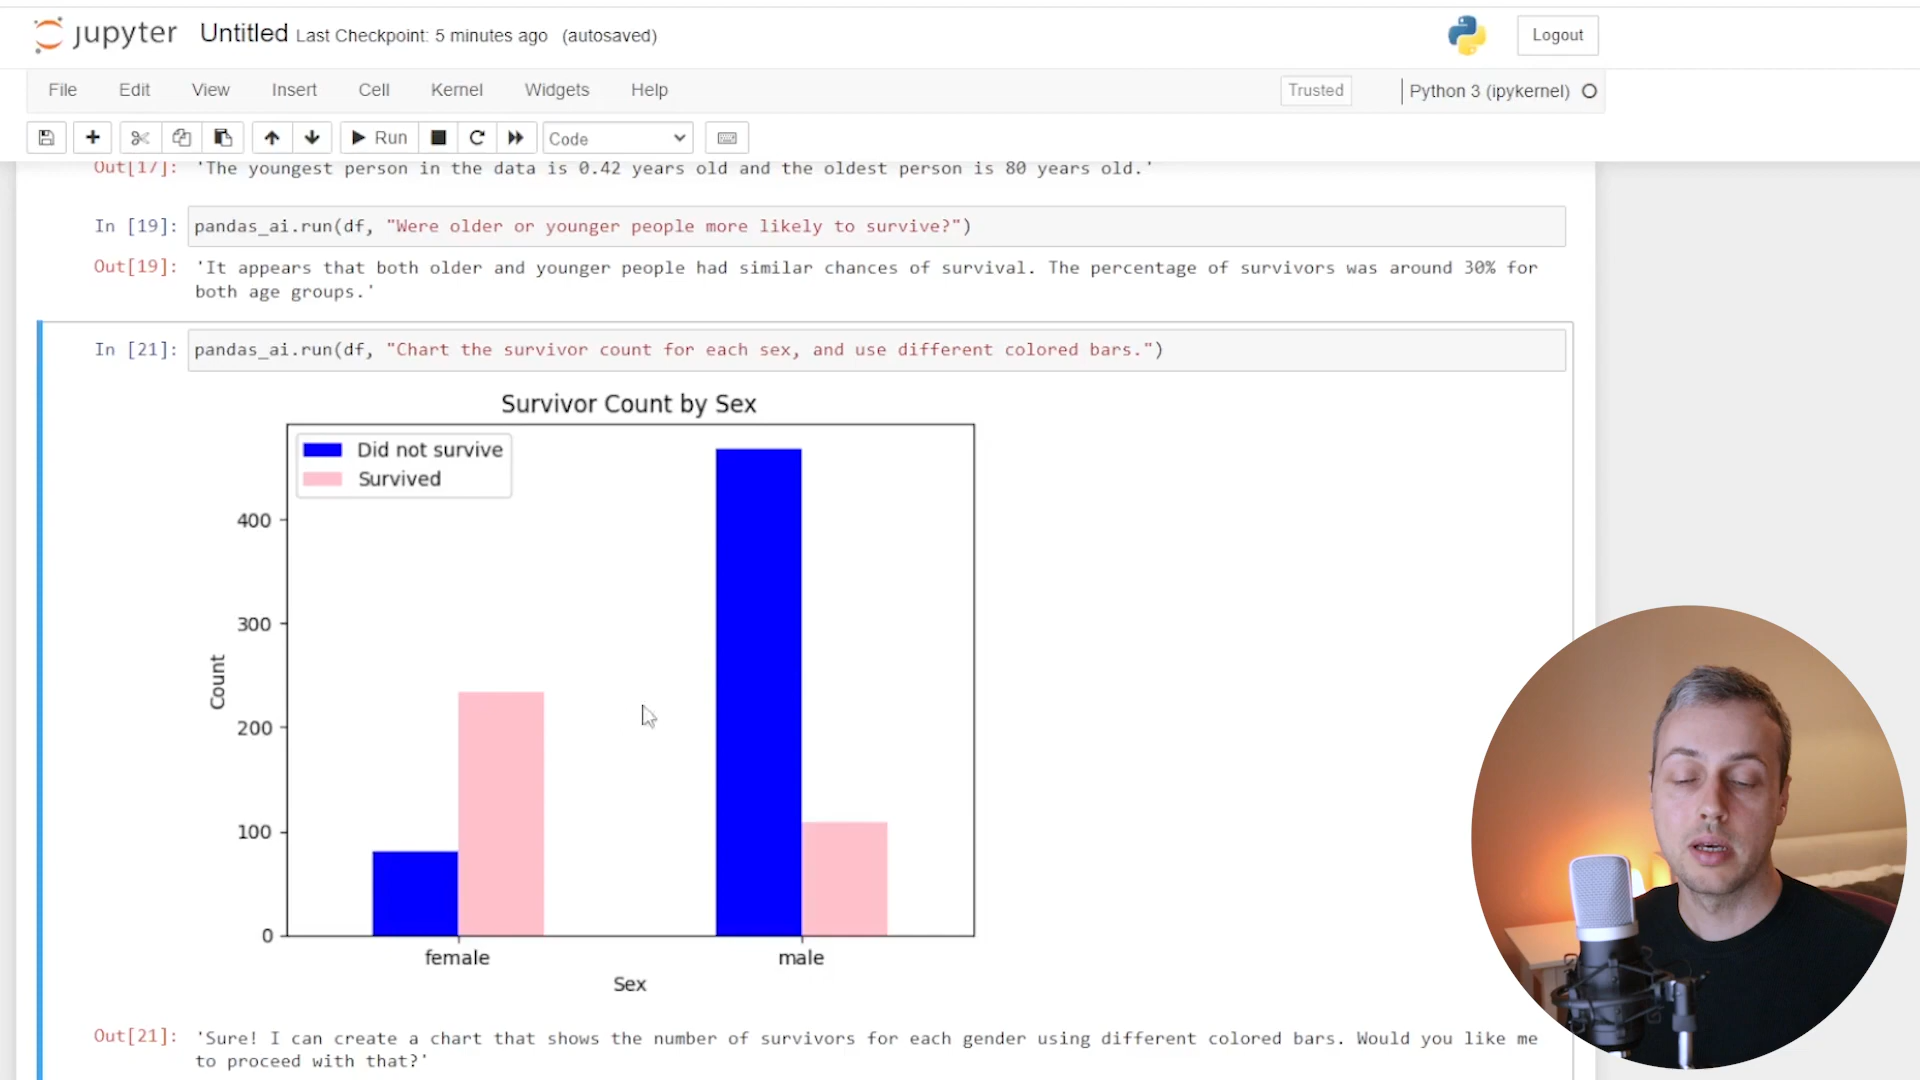 jupyter Untitled Last Checkpoint: 5 minutes ago (autosaved)
Logout
File Edit View Insert Cell Kernel Widgets Help
Trusted
Python 3 (ipykernel)
Run
Code
Out[17]: 'The youngest person in the data is 0.42 years old and the oldest person is 80 years old.'
In [19]: pandas_ai.run(df, "Were older or younger people more likely to survive?")
Out[19]: 'It appears that both older and younger people had similar chances of survival. The percentage of survivors was around 30% for
both age groups.'
In [21]: pandas_ai.run(df, "Chart the survivor count for each sex, and use different colored bars.")
Survivor Count by Sex
Did not survive
Survived
400
300
200
100
0
Count
female
male
Sex
Out[21]: 'Sure! I can create a chart that shows the number of survivors for each gender using different colored bars. Would you like me
to proceed with that?'